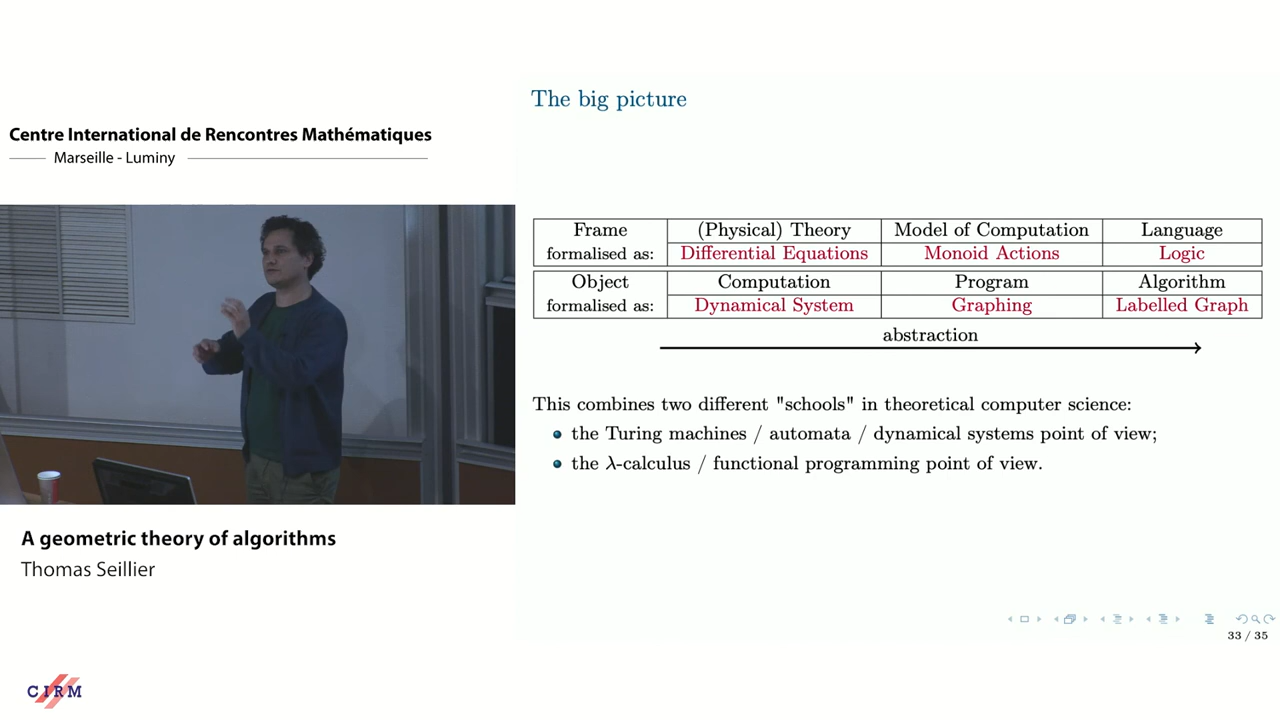 Centre International de Rencontres Mathématiques
Marseille - Luminy
A geometric theory of algorithms
Thomas Seillier
CIRM
The big picture
Frame (Physical) Theory Model of Computation Language
formalised as: Differential Equations Monoid Actions Logic
Object Computation Program Algorithm
formalised as: Dynamical System Graphing Labelled Graph
abstraction
This combines two different "schools" in theoretical computer science:
the Turing machines / automata / dynamical systems point of view;
the λ-calculus / functional programming point of view.
33 / 35